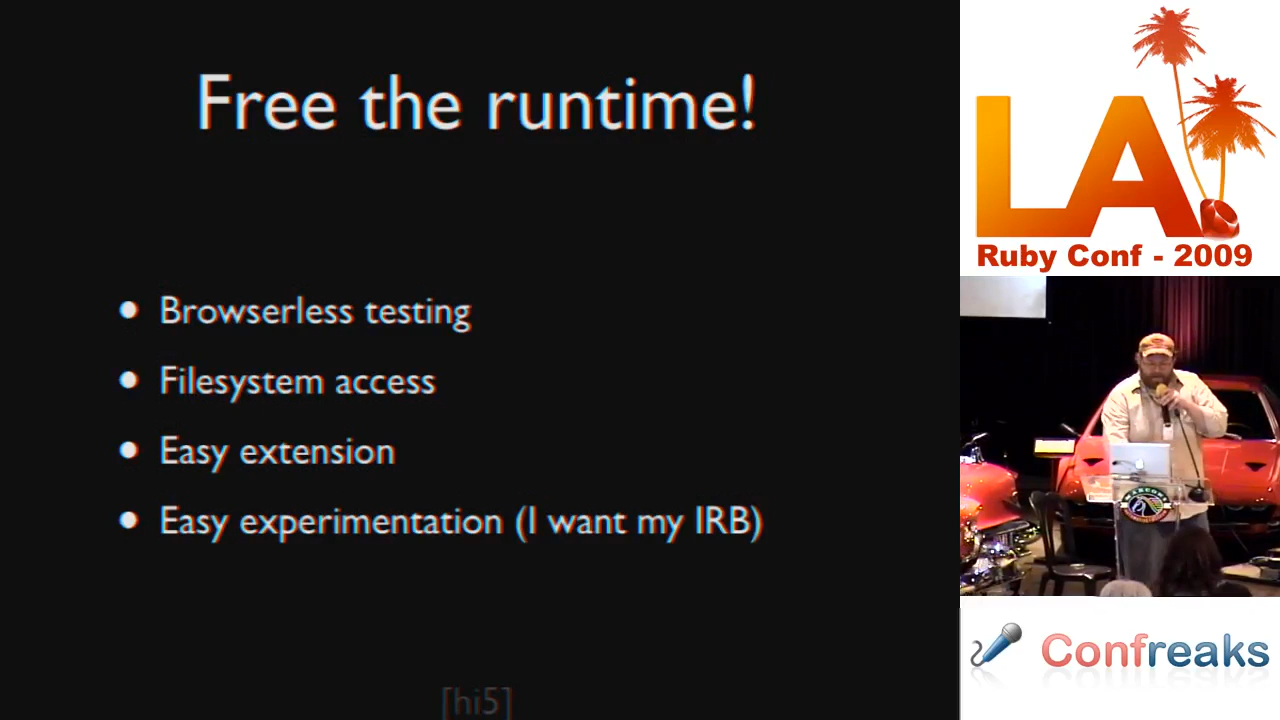 Free the runtime!
• Browserless testing
• Filesystem access
• Easy extension
• Easy experimentation (I want my IRB)
[hi5]
LA
Ruby Conf - 2009
Confreaks